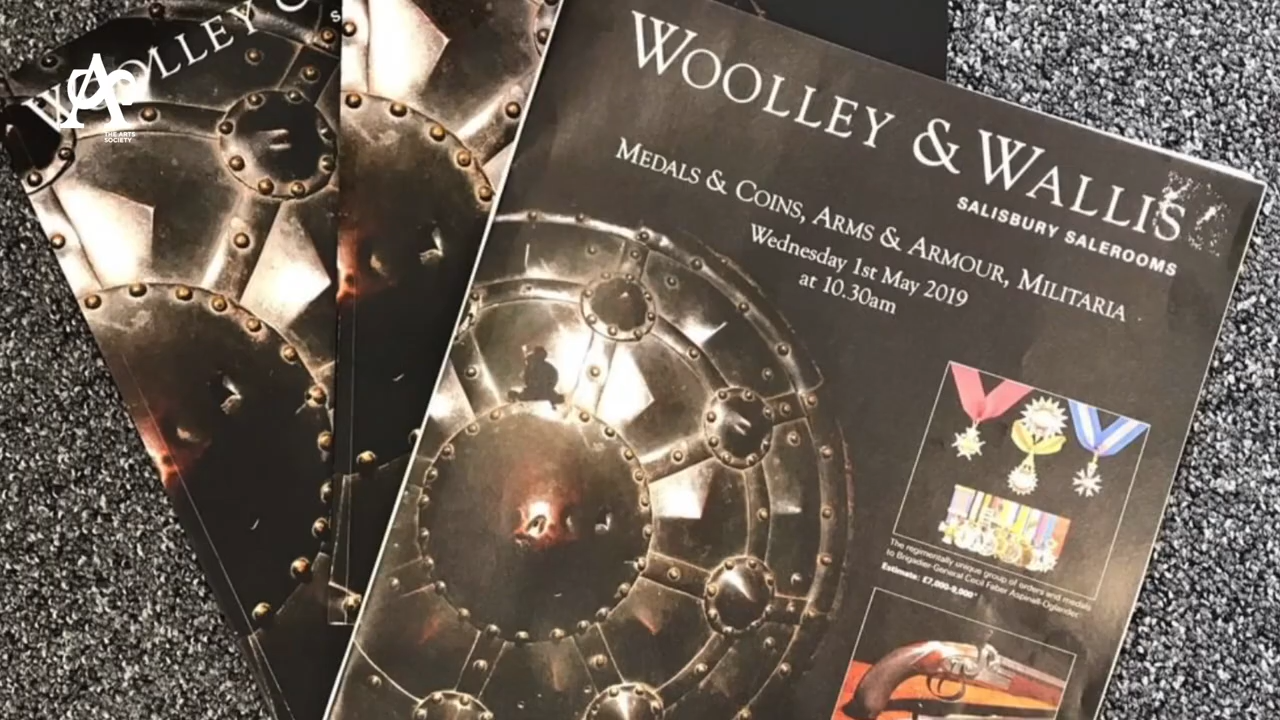 WOOLLEY
THE ARTS
SOCIETY
WOOLLEY & WALLIS
SALISBURY SALEROOMS
MEDALS & COINS, ARMS & ARMOUR, MILITARIA
Wednesday 1st May 2019
at 10.30am
The regimentally unique group of orders and medals
to Brigadier-General Cecil Faber Aspinall-Oglander.
Estimate: £7,000-9,000*